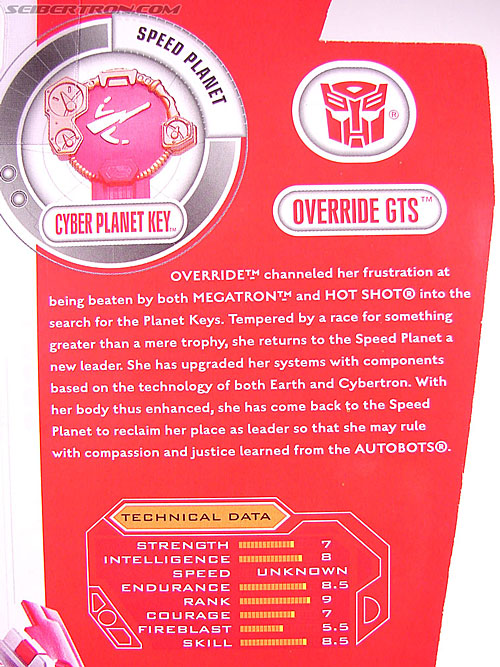 SEIBERTRON.COM
SPEED PLANET
CYBER PLANET KEY™
®
OVERRIDE GTS™
OVERRIDE™ channeled her frustration at
being beaten by both MEGATRON™ and HOT SHOT® into the
search for the Planet Keys. Tempered by a race for something
greater than a mere trophy, she returns to the Speed Planet a
new leader. She has upgraded her systems with components
based on the technology of both Earth and Cybertron. With
her body thus enhanced, she has come back to the Speed
Planet to reclaim her place as leader so that she may rule
with compassion and justice learned from the AUTOBOTS®.
TECHNICAL DATA
STRENGTH 7
INTELLIGENCE 8
SPEED UNKNOWN
ENDURANCE 8.5
RANK 9
COURAGE 7
FIREBLAST 5.5
SKILL 8.5